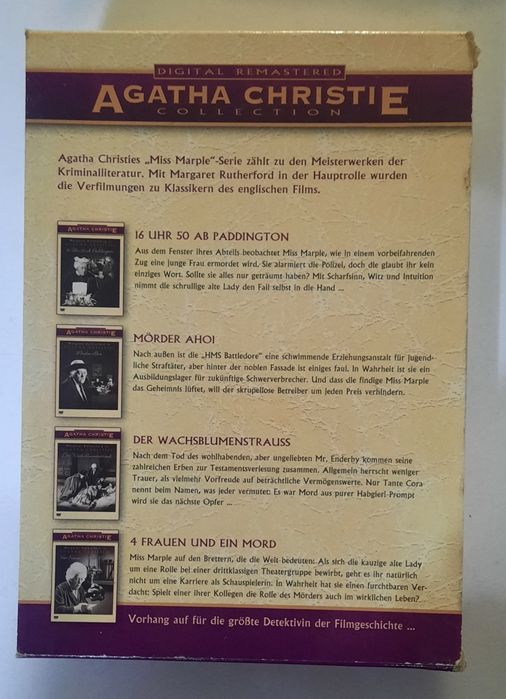 DIGITAL REMASTERED
AGATHA CHRISTIE
COLLECTION
Agatha Christies „Miss Marple“-Serie zählt zu den Meisterwerken der
Kriminalliteratur. Mit Margaret Rutherford in der Hauptrolle wurden
die Verfilmungen zu Klassikern des englischen Films.
AGATHA CHRISTIE
16 UHR 50 AB PADDINGTON
Aus dem Fenster ihres Abteils beobachtet Miss Marple, wie in einem vorbeifahrenden
Zug eine junge Frau ermordet wird. Sie alarmiert die Polizei, doch die glaubt ihr kein
einziges Wort. Sollte sie alles nur geträumt haben? Mit Scharfsinn, Witz und Intuition
nimmt die schrullige alte Lady den Fall selbst in die Hand ...
AGATHA CHRISTIE
MÖRDER AHOI
Nach außen ist die „HMS Battledore“ eine schwimmende Erziehungsanstalt für jugend-
liche Straftäter, aber hinter der noblen Fassade ist einiges faul. In Wahrheit ist sie ein
Ausbildungslager für zukünftige Schwerverbrecher. Und dass die findige Miss Marple
das Geheimnis lüftet, will der skrupellose Betreiber um jeden Preis verhindern.
AGATHA CHRISTIE
DER WACHSBLUMENSTRAUSS
Nach dem Tod des wohlhabenden, aber ungeliebten Mr. Enderby kommen seine
zahlreichen Erben zur Testamentsverlesung zusammen. Allgemein herrscht weniger
Trauer, als vielmehr Vorfreude auf beträchtliche Vermögenswerte. Nur Tante Cora
nennt beim Namen, was jeder vermutet: Es war Mord aus purer Habgier! Prompt
wird sie das nächste Opfer ...
AGATHA CHRISTIE
4 FRAUEN UND EIN MORD
Miss Marple auf den Brettern, die die Welt bedeuten: Als sich die kauzige alte Lady
um eine Rolle bei einer drittklassigen Theatergruppe bewirbt, geht es ihr natürlich
nicht um eine Karriere als Schauspielerin. In Wahrheit hat sie einen furchtbaren Ver-
dacht: Spielt einer ihrer Kollegen die Rolle des Mörders auch im wirklichen Leben?
Vorhang auf für die größte Detektivin der Filmgeschichte ...